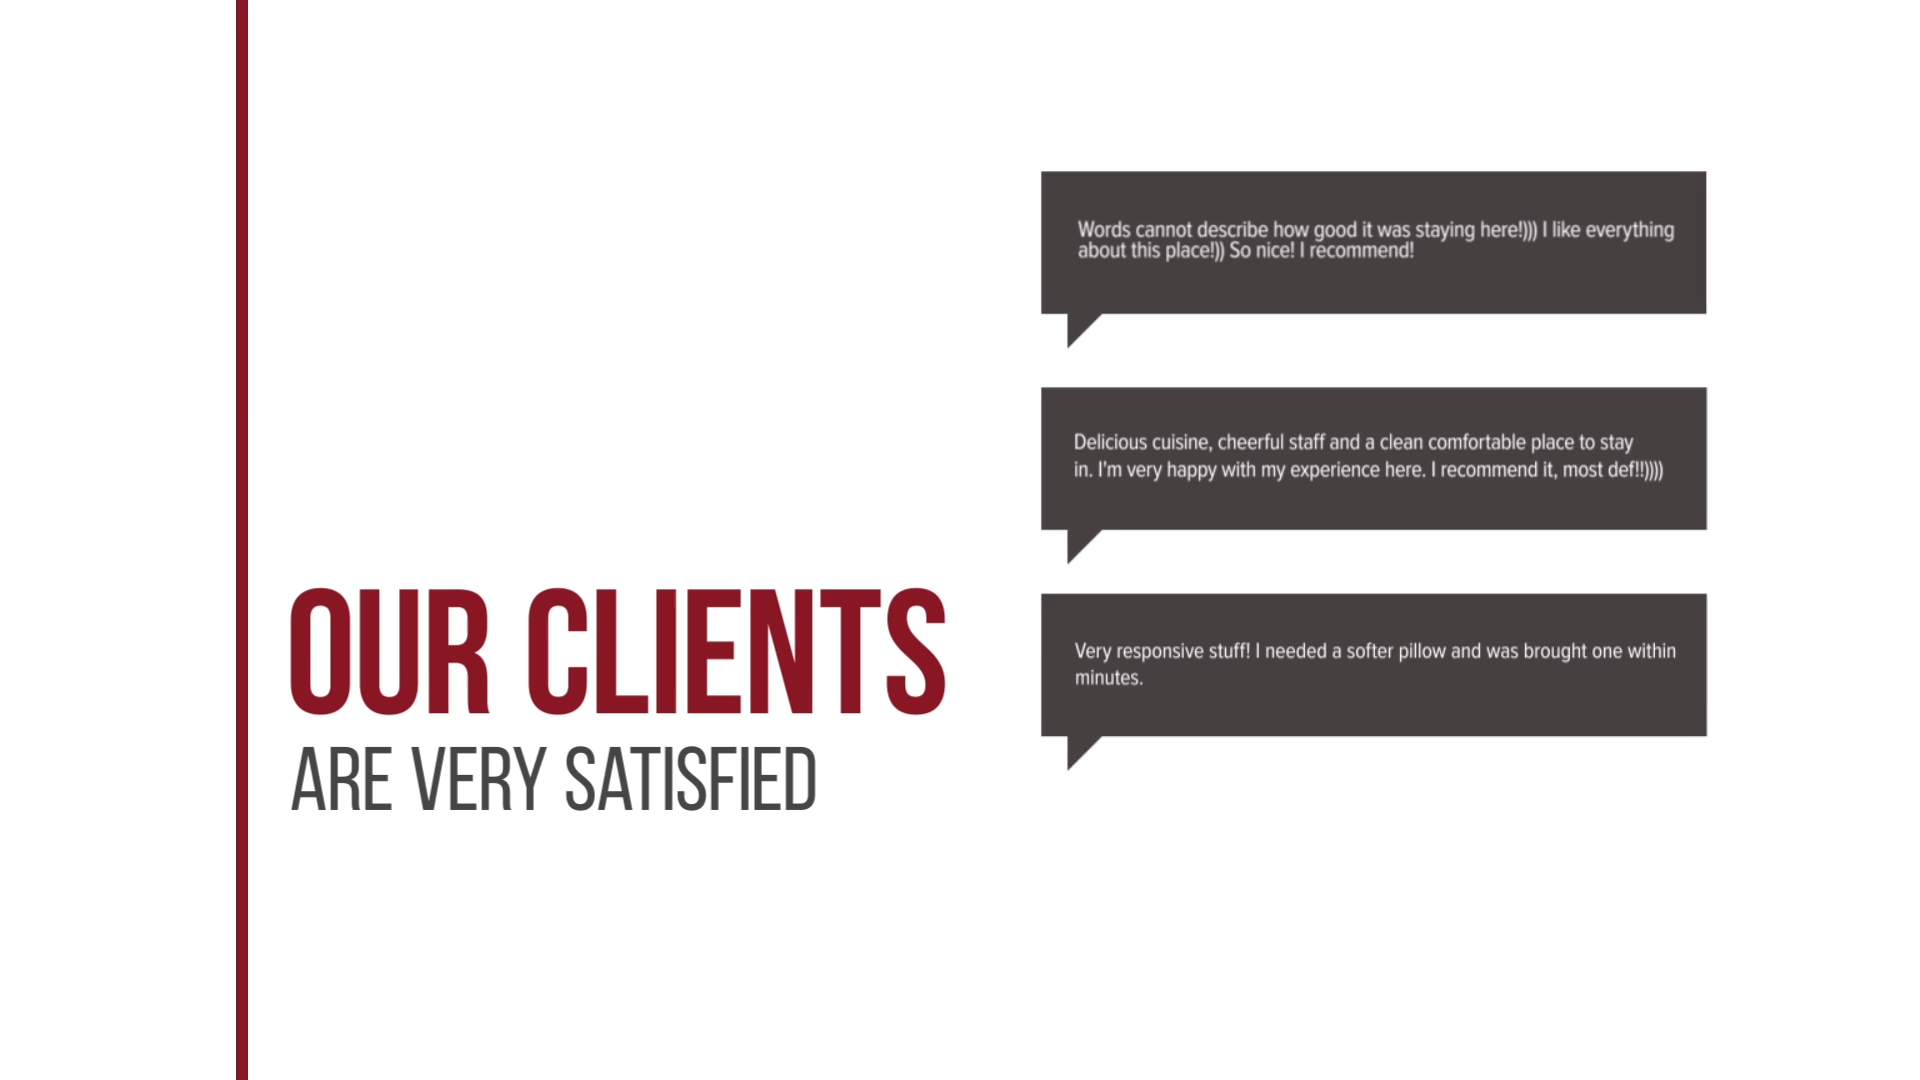 OUR CLIENTS
ARE VERY SATISFIED
Words cannot describe how good it was staying here!))) I like everything
about this place!)) So nice! I recommend!
Delicious cuisine, cheerful staff and a clean comfortable place to stay
in. I'm very happy with my experience here. I recommend it, most def!!))))
Very responsive stuff! I needed a softer pillow and was brought one within
minutes.